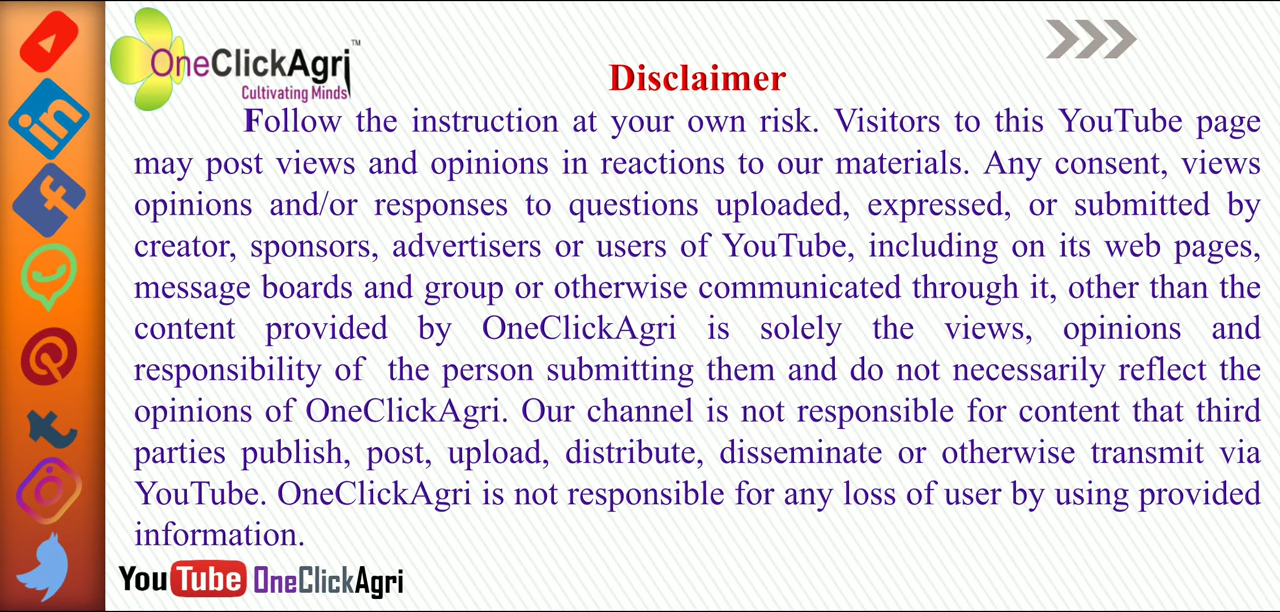 OneClickAgri™
Cultivating Minds
Disclaimer
Follow the instruction at your own risk. Visitors to this YouTube page
may post views and opinions in reactions to our materials. Any consent, views
opinions and/or responses to questions uploaded, expressed, or submitted by
creator, sponsors, advertisers or users of YouTube, including on its web pages,
message boards and group or otherwise communicated through it, other than the
content provided by OneClickAgri is solely the views, opinions and
responsibility of the person submitting them and do not necessarily reflect the
opinions of OneClickAgri. Our channel is not responsible for content that third
parties publish, post, upload, distribute, disseminate or otherwise transmit via
YouTube. OneClickAgri is not responsible for any loss of user by using provided
information.
YouTube OneClickAgri